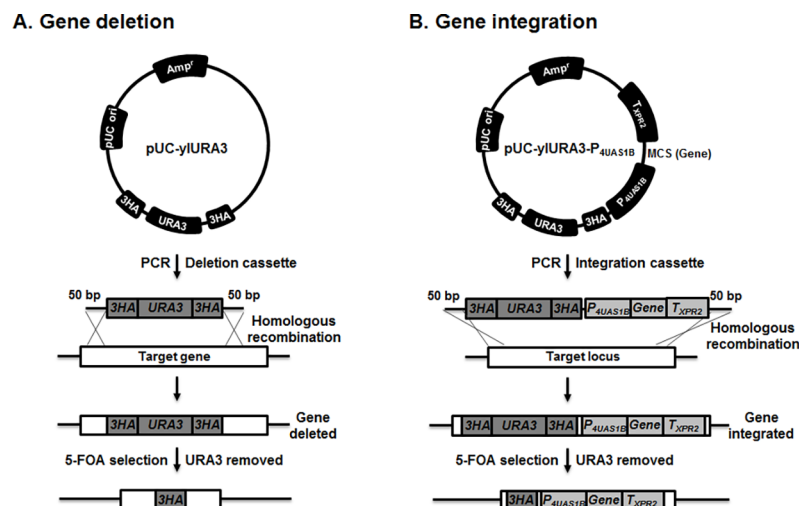 A. Gene deletion
Ampʳ
pUC ori
pUC-ylURA3
3HA
URA3
3HA
PCR
Deletion cassette
50 bp
3HA URA3 3HA
50 bp
Homologous
recombination
Target gene
3HA URA3 3HA
Gene
deleted
5-FOA selection
URA3 removed
3HA
B. Gene integration
Ampʳ
TXPR2
pUC ori
pUC-ylURA3-P4UAS1B
MCS (Gene)
P4UAS1B
3HA
URA3
3HA
PCR
Integration cassette
50 bp
3HA URA3 3HA P4UAS1B Gene TXPR2
50 bp
Homologous
recombination
Target locus
3HA URA3 3HA P4UAS1B Gene TXPR2
Gene
integrated
5-FOA selection
URA3 removed
3HA P4UAS1B Gene TXPR2